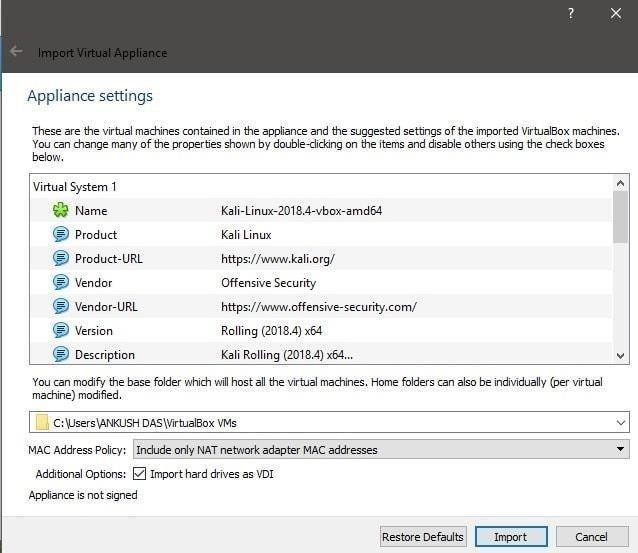 ?
Import Virtual Appliance
Appliance settings
These are the virtual machines contained in the appliance and the suggested settings of the imported VirtualBox machines.
You can change many of the properties shown by double-clicking on the items and disable others using the check boxes
below.
Virtual System 1
Name Kali-Linux-2018.4-vbox-amd64
Product Kali Linux
Product-URL https://www.kali.org/
Vendor Offensive Security
Vendor-URL https://www.offensive-security.com/
Version Rolling (2018.4) x64
Description Kali Rolling (2018.4) x64...
You can modify the base folder which will host all the virtual machines. Home folders can also be individually (per virtual
machine) modified.
C:\Users\ANKUSH DAS\VirtualBox VMs
MAC Address Policy: Include only NAT network adapter MAC addresses
Additional Options: Import hard drives as VDI
Appliance is not signed
Restore Defaults Import Cancel